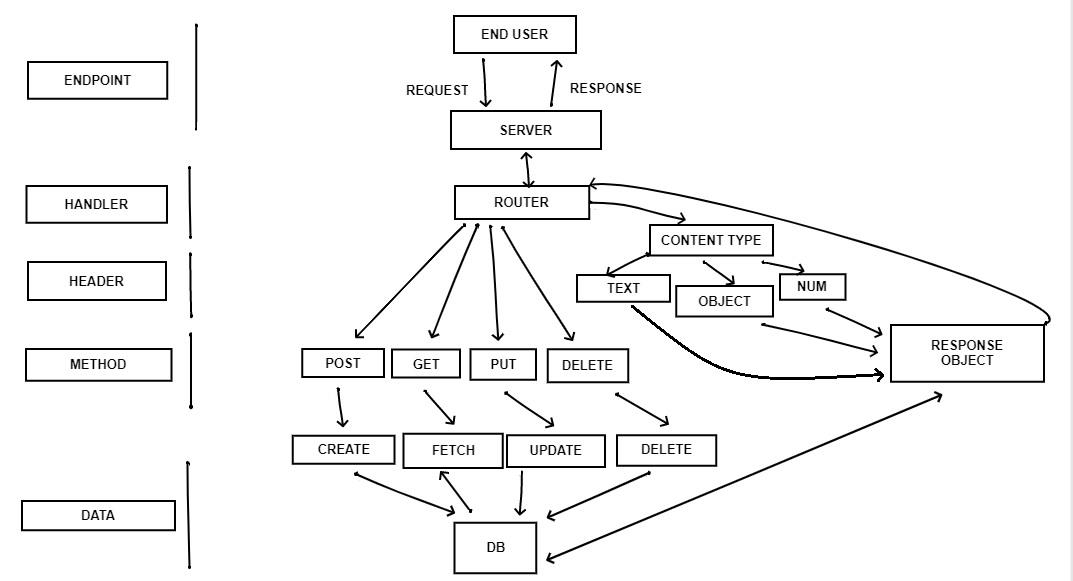 END USER
ENDPOINT
REQUEST
RESPONSE
SERVER
HANDLER
ROUTER
CONTENT TYPE
HEADER
TEXT
OBJECT
NUM
RESPONSE
OBJECT
METHOD
POST
GET
PUT
DELETE
CREATE
FETCH
UPDATE
DELETE
DATA
DB